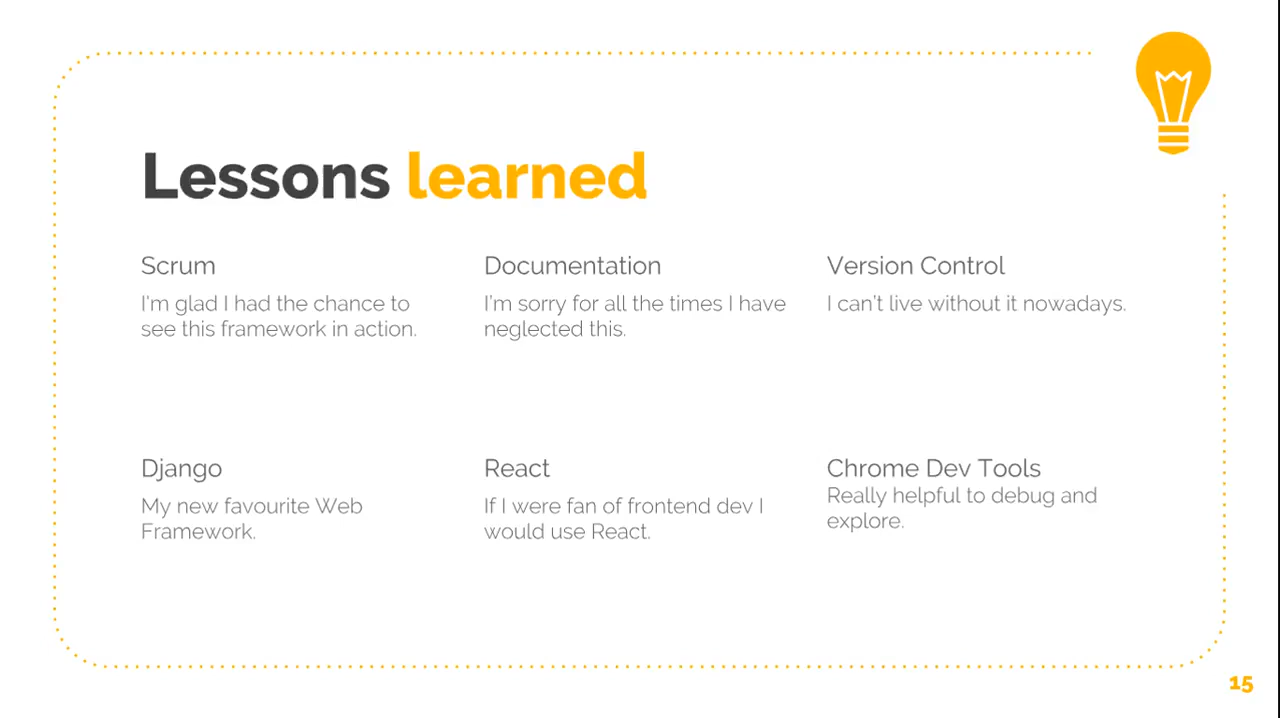 Lessons learned
Scrum
I'm glad I had the chance to
see this framework in action.
Documentation
I'm sorry for all the times I have
neglected this.
Version Control
I can't live without it nowadays.
Django
My new favourite Web
Framework.
React
If I were fan of frontend dev I
would use React.
Chrome Dev Tools
Really helpful to debug and
explore.
15